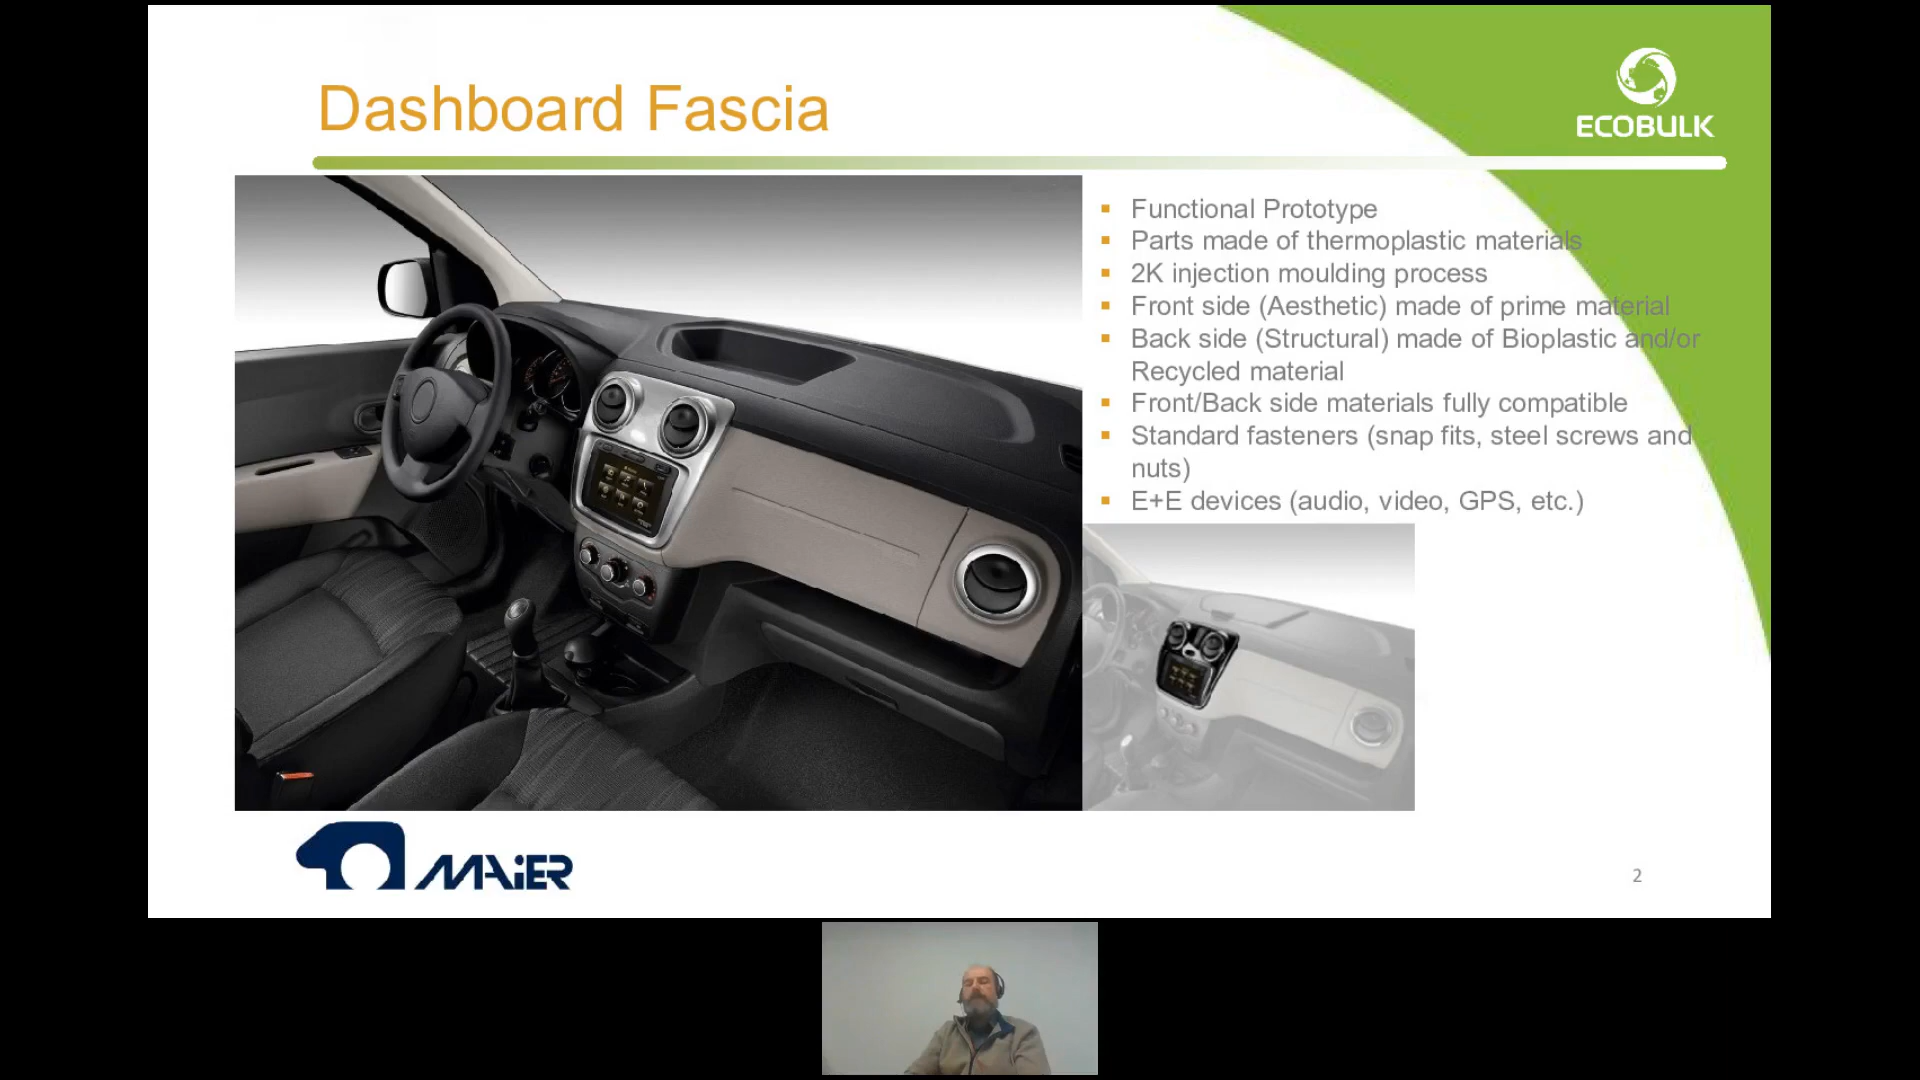 Dashboard Fascia
ECOBULK
Functional Prototype
Parts made of thermoplastic materials
2K injection moulding process
Front side (Aesthetic) made of prime material
Back side (Structural) made of Bioplastic and/or
Recycled material
Front/Back side materials fully compatible
Standard fasteners (snap fits, steel screws and
nuts)
E+E devices (audio, video, GPS, etc.)
MAiER
2